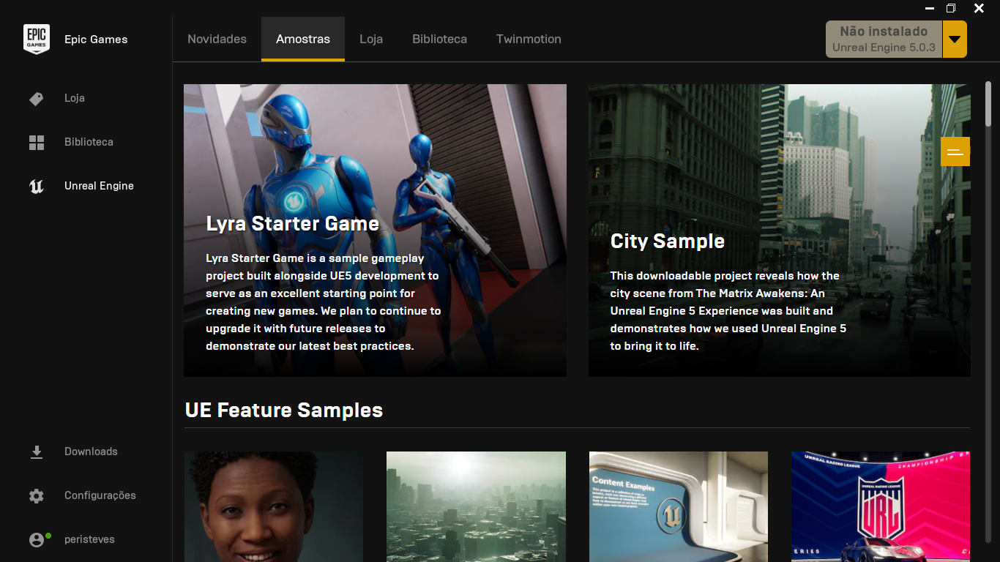 EPIC
GAMES
Epic Games
Novidades
Amostras
Loja
Biblioteca
Twinmotion
Não instalado
Unreal Engine 5.0.3
Loja
Biblioteca
Unreal Engine
Lyra Starter Game
Lyra Starter Game is a sample gameplay
project built alongside UE5 development to
serve as an excellent starting point for
creating new games. We plan to continue to
upgrade it with future releases to
demonstrate our latest best practices.
City Sample
This downloadable project reveals how the
city scene from The Matrix Awakens: An
Unreal Engine 5 Experience was built and
demonstrates how we used Unreal Engine 5
to bring it to life.
UE Feature Samples
Content Examples
UNREAL RACING LEAGUE
CHAMPIONSHIP
UNREAL RACING LEAGUE
URL
ERIES
Downloads
Configurações
peristeves